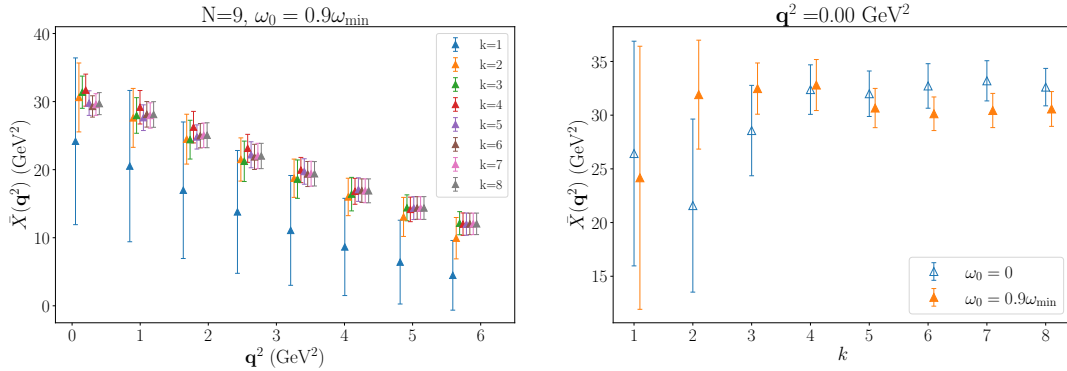 N=9, ω₀ = 0.9ω_min
X̄(q²) (GeV²)
40
30
20
10
0
0 1 2 3 4 5 6
q² (GeV²)
k=1
k=2
k=3
k=4
k=5
k=6
k=7
k=8
q² =0.00 GeV²
X̄(q²) (GeV²)
35
30
25
20
15
1 2 3 4 5 6 7 8
k
ω₀ = 0
ω₀ = 0.9ω_min